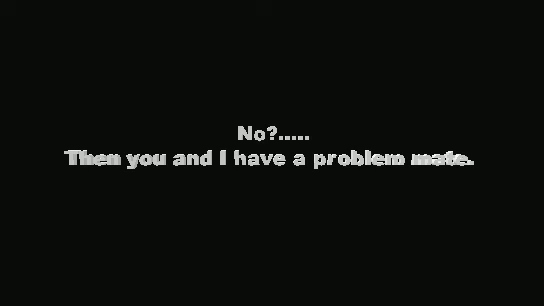 No?.....
Then you and I have a problem mate.